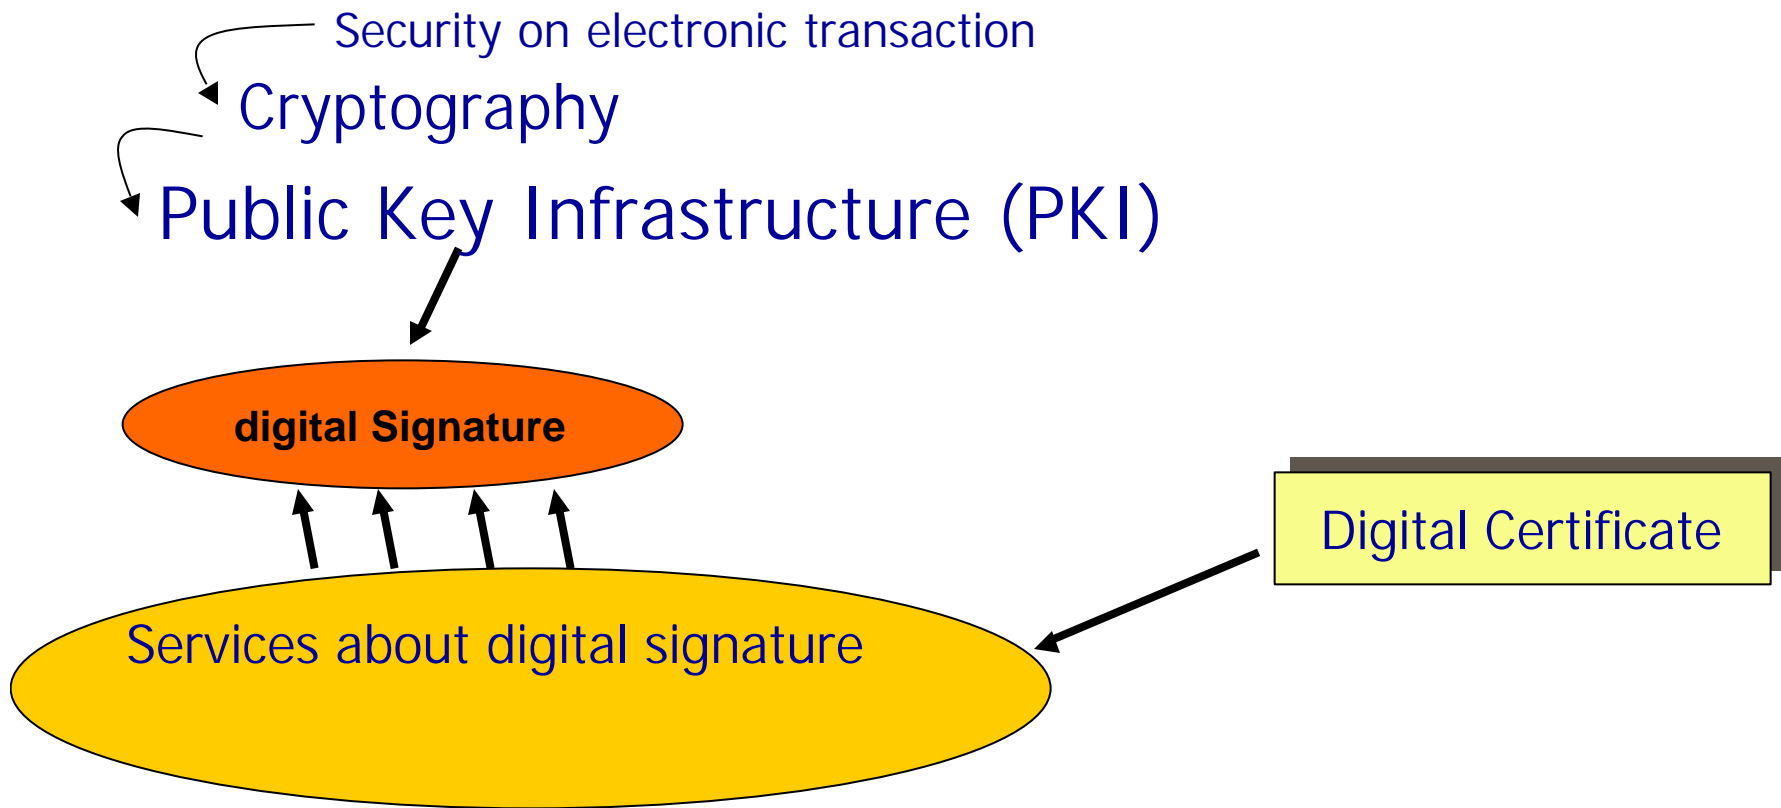 Security on electronic transaction
Cryptography
Public Key Infrastructure (PKI)
digital Signature
Digital Certificate
Services about digital signature